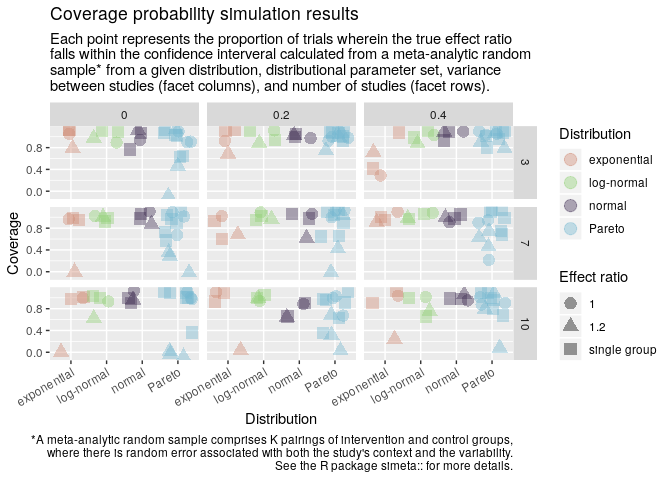 Coverage probability simulation results
Each point represents the proportion of trials wherein the true effect ratio
falls within the confidence interveral calculated from a meta-analytic random
sample* from a given distribution, distributional parameter set, variance
between studies (facet columns), and number of studies (facet rows).
0 0.2 0.4
0.8
0.4
0.0
3
0.8
0.4
0.0
7
0.8
0.4
0.0
10
Coverage
exponential log-normal normal Pareto exponential log-normal normal Pareto exponential log-normal normal Pareto
Distribution
Distribution
exponential
log-normal
normal
Pareto
Effect ratio
1
1.2
single group
*A meta-analytic random sample comprises K pairings of intervention and control groups,
where there is random error associated with both the study's context and the variability.
See the R package simeta:: for more details.